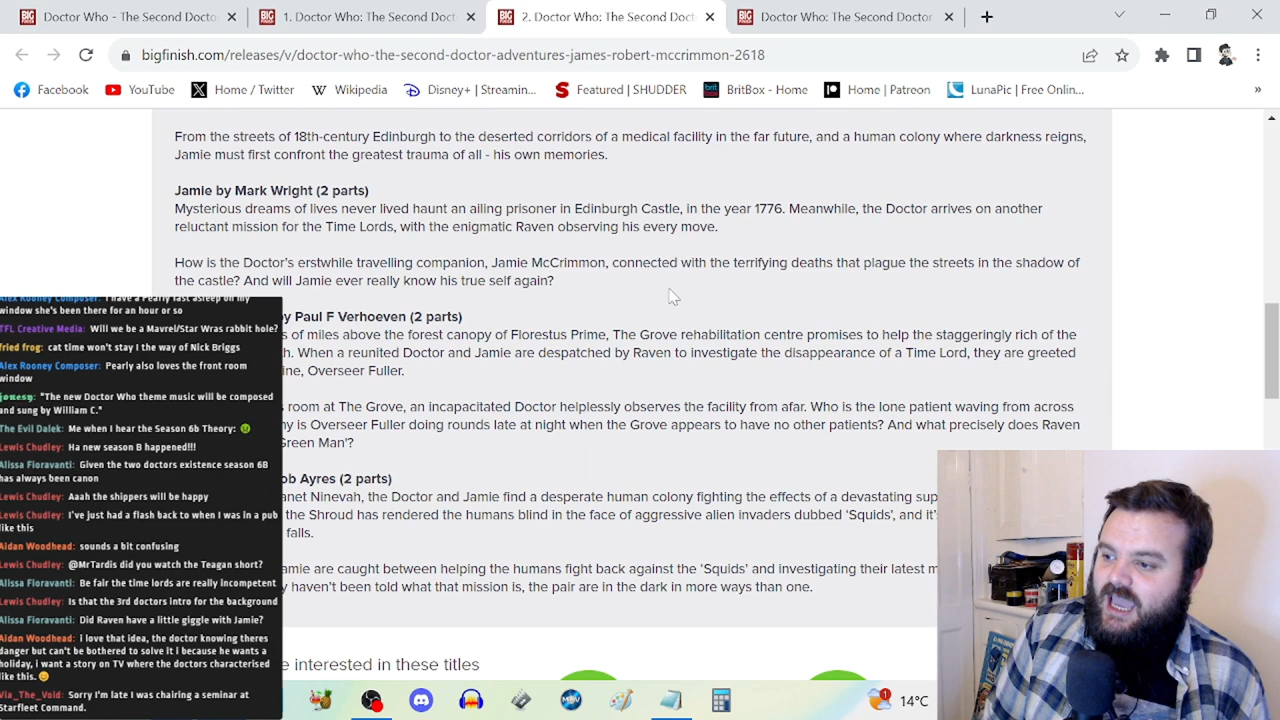 Doctor Who - The Second Doctor
1. Doctor Who: The Second Doct
2. Doctor Who: The Second Doct
Doctor Who: The Second Doctor
bigfinish.com/releases/v/doctor-who-the-second-doctor-adventures-james-robert-mccrimmon-2618
Facebook
YouTube
Home / Twitter
Wikipedia
Disney+ | Streamin...
Featured | SHUDDER
BritBox - Home
Home | Patreon
LunaPic | Free Onlin...
»
From the streets of 18th-century Edinburgh to the deserted corridors of a medical facility in the far future, and a human colony where darkness reigns,
Jamie must first confront the greatest trauma of all - his own memories.
Jamie by Mark Wright (2 parts)
Mysterious dreams of lives never lived haunt an ailing prisoner in Edinburgh Castle, in the year 1776. Meanwhile, the Doctor arrives on another
reluctant mission for the Time Lords, with the enigmatic Raven observing his every move.
How is the Doctor's erstwhile travelling companion, Jamie McCrimmon, connected with the terrifying deaths that plague the streets in the shadow of
the castle? And will Jamie ever really know his true self again?
by Paul F Verhoeven (2 parts)
s of miles above the forest canopy of Florestus Prime, The Grove rehabilitation centre promises to help the staggeringly rich of the
h. When a reunited Doctor and Jamie are despatched by Raven to investigate the disappearance of a Time Lord, they are greeted
ine, Overseer Fuller.
s room at The Grove, an incapacitated Doctor helplessly observes the facility from afar. Who is the lone patient waving from across
ny is Overseer Fuller doing rounds late at night when the Grove appears to have no other patients? And what precisely does Raven
Green Man'?
ob Ayres (2 parts)
anet Ninevah, the Doctor and Jamie find a desperate human colony fighting the effects of a devastating sup
the Shroud has rendered the humans blind in the face of aggressive alien invaders dubbed 'Squids', and it's
falls.
amie are caught between helping the humans fight back against the 'Squids' and investigating their latest m
y haven't been told what that mission is, the pair are in the dark in more ways than one.
e interested in these titles
Alex Rooney Composer: I have a Pearly fast asleep on my
window she's been there for an hour or so
TFL Creative Media: Will we be a Mavrel/Star Wras rabbit hole?
fried frog: cat time won't stay I the way of Nick Briggs
Alex Rooney Composer: Pearly also loves the front room
window
jonesy: "The new Doctor Who theme music will be composed
and sung by William C."
The Evil Dalek: Me when I hear the Season 6b Theory:
Lewis Chudley: Ha new season B happened!!!
Alissa Fioravanti: Given the two doctors existence season 6B
has always been canon
Lewis Chudley: Aaah the shippers will be happy
Lewis Chudley: I've just had a flash back to when I was in a pub
like this
Aidan Woodhead: sounds a bit confusing
Lewis Chudley: @MrTardis did you watch the Teagan short?
Alissa Fioravanti: Be fair the time lords are really incompetent
Lewis Chudley: Is that the 3rd doctors intro for the background
Alissa Fioravanti: Did Raven have a little giggle with Jamie?
Aidan Woodhead: i love that idea, the doctor knowing theres
danger but can't be bothered to solve it i because he wants a
holiday, i want a story on TV where the doctors characterised
like this.
Via_The_Void: Sorry I'm late I was chairing a seminar at
Starfleet Command.
14°C